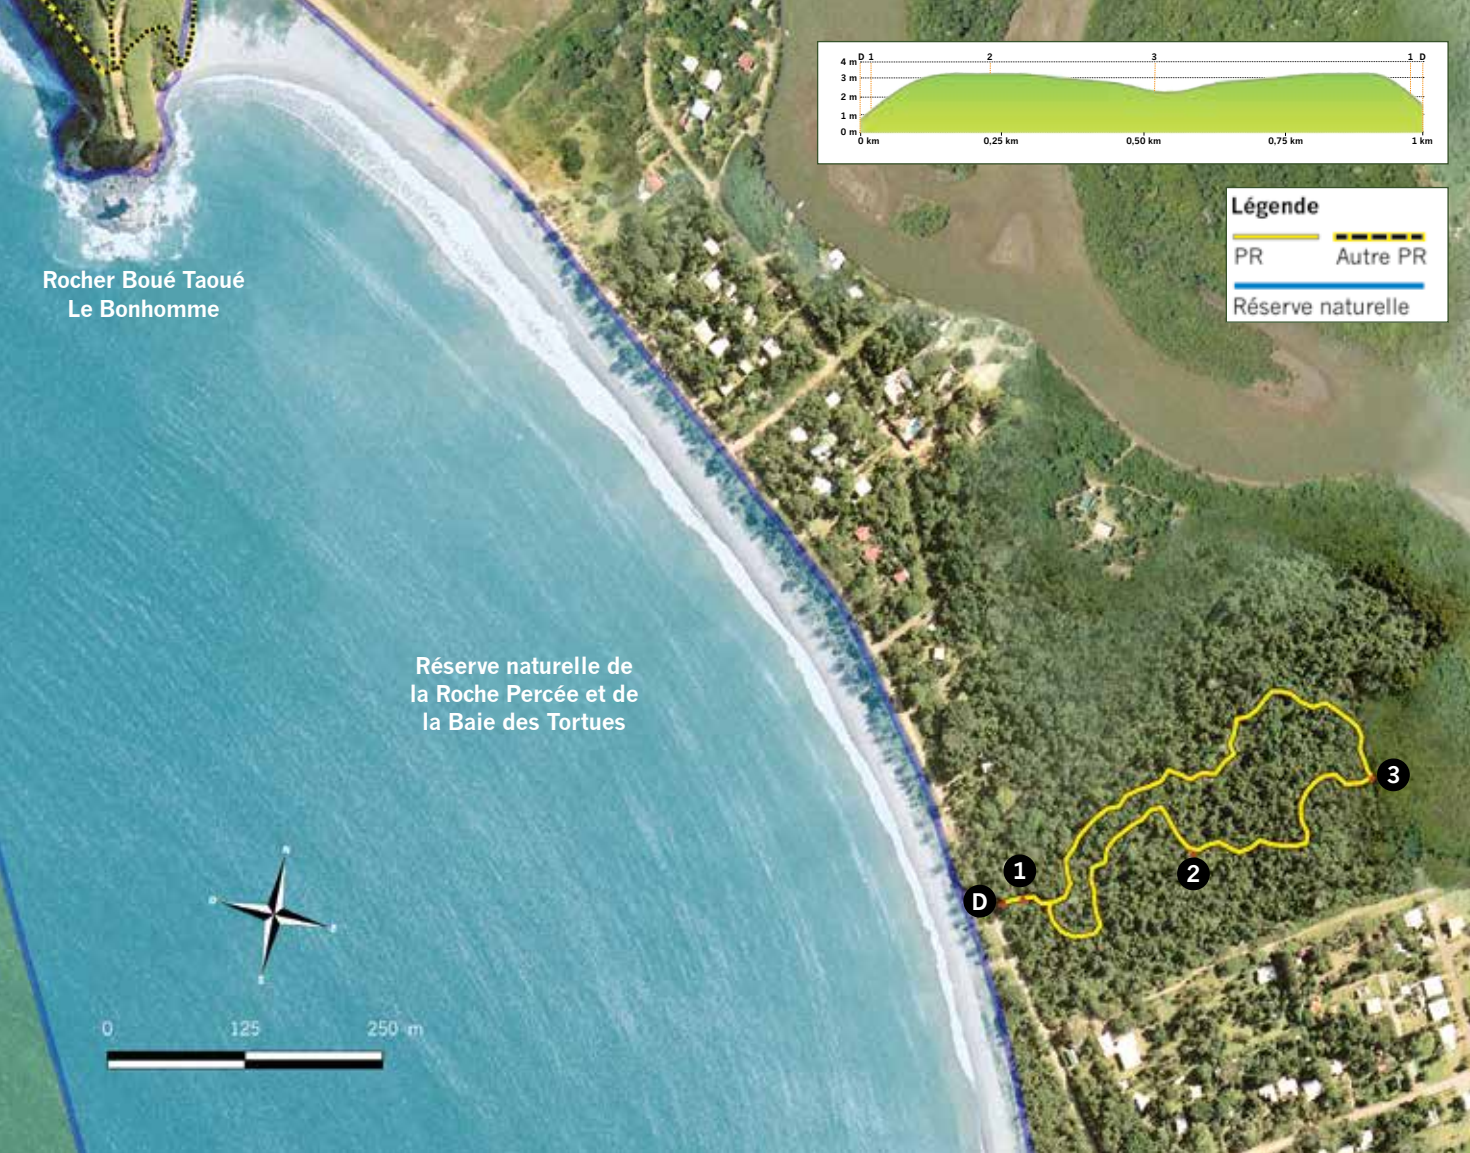 D 1 2 3 1 D
4 m
3 m
2 m
1 m
0 m
0 km 0,25 km 0,50 km 0,75 km 1 km
Légende
PR Autre PR
Réserve naturelle
Rocher Boué Taoué
Le Bonhomme
Réserve naturelle de
la Roche Percée et de
la Baie des Tortues
3
1
2
D
0 125 250 m